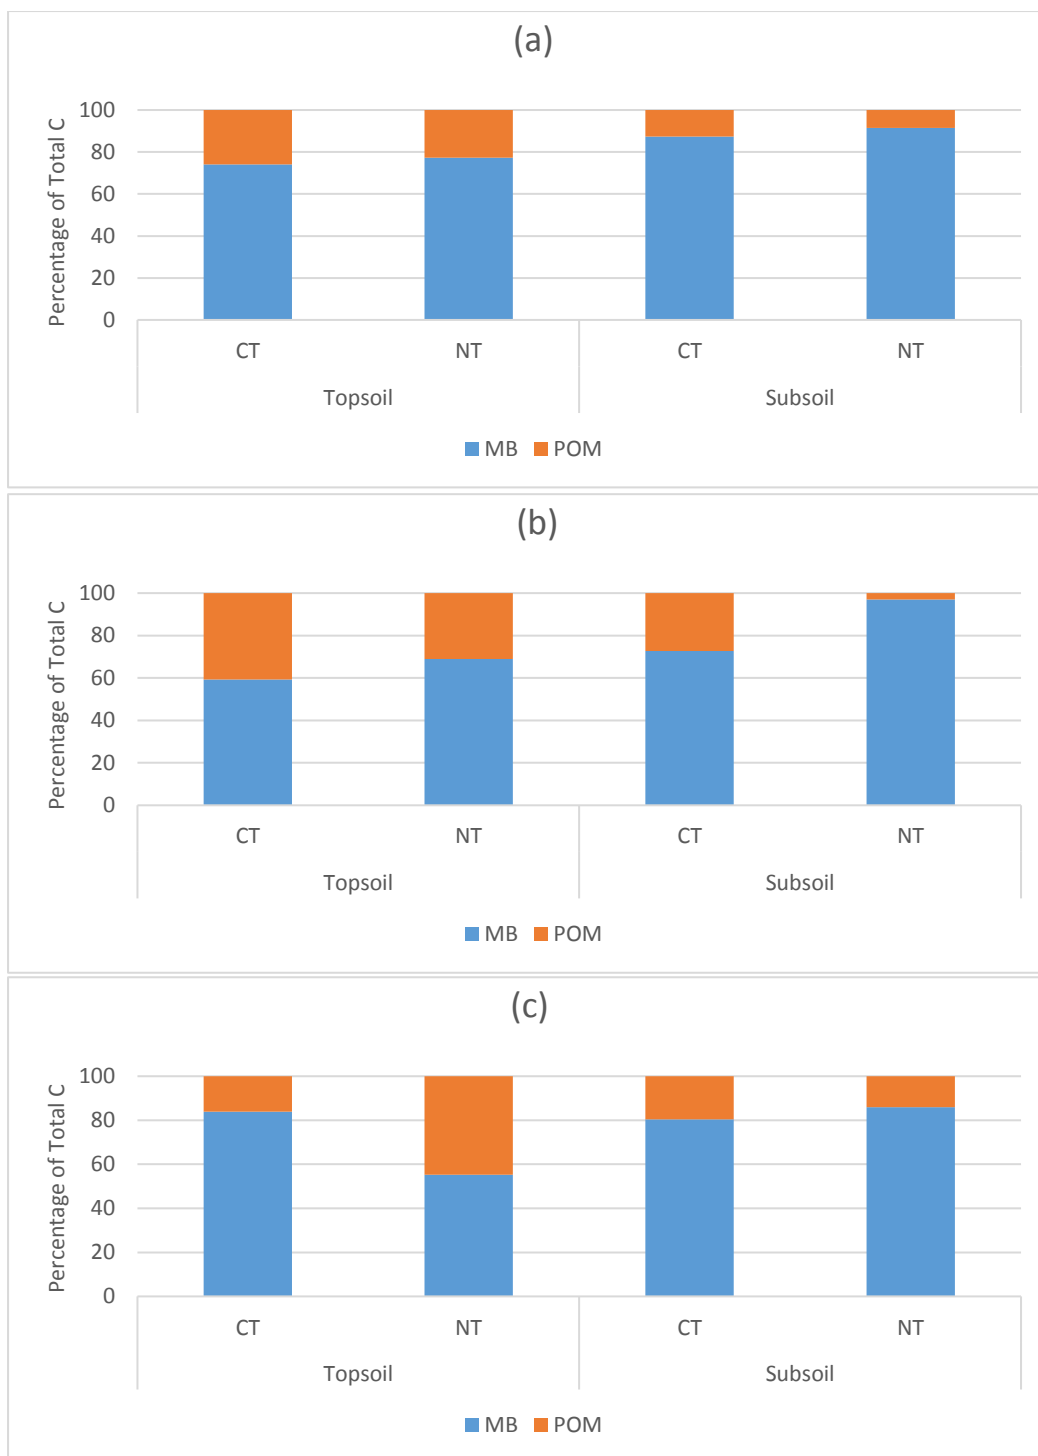 (a)
Percentage of Total C
100
80
60
40
20
0
CT NT CT NT
Topsoil Subsoil
MB POM
(b)
Percentage of Total C
100
80
60
40
20
0
CT NT CT NT
Topsoil Subsoil
MB POM
(c)
Percentage of Total C
100
80
60
40
20
0
CT NT CT NT
Topsoil Subsoil
MB POM